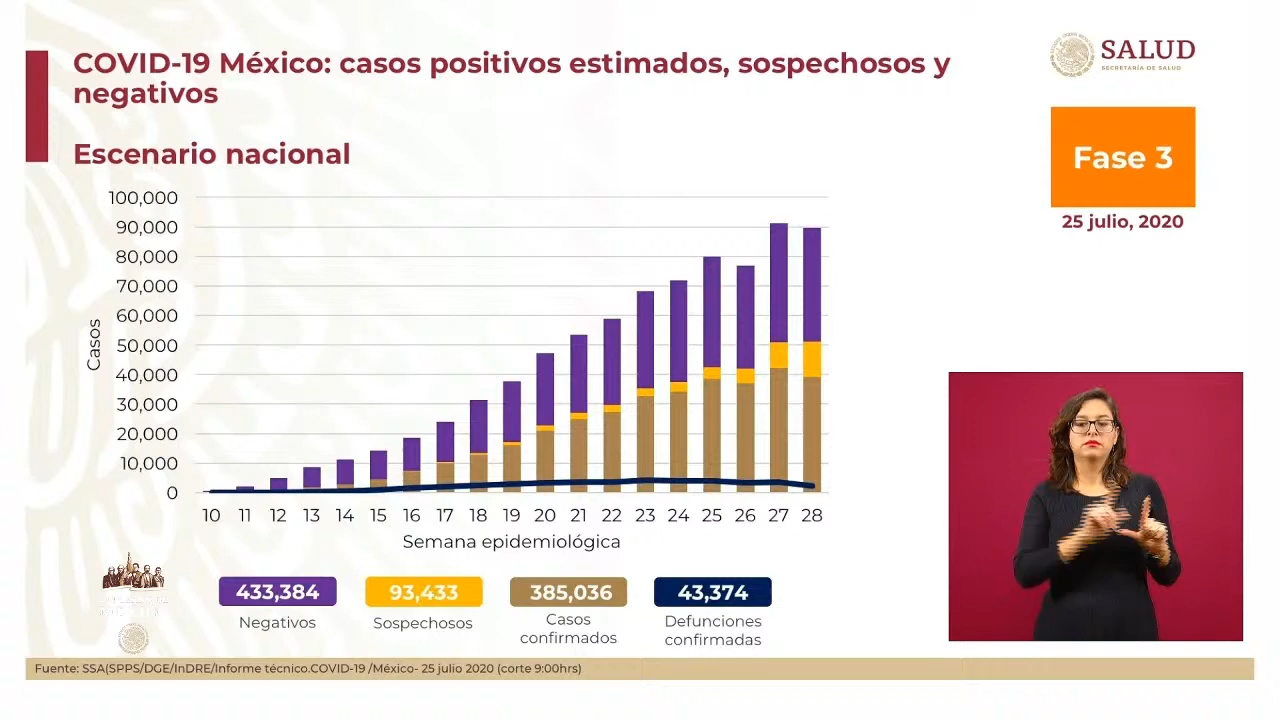 COVID-19 México: casos positivos estimados, sospechosos y
negativos
Escenario nacional
SALUD
SECRETARÍA DE SALUD
Fase 3
25 julio, 2020
Casos
100,000
90,000
80,000
70,000
60,000
50,000
40,000
30,000
20,000
10,000
0
10 11 12 13 14 15 16 17 18 19 20 21 22 23 24 25 26 27 28
Semana epidemiológica
433,384
Negativos
93,433
Sospechosos
385,036
Casos
confirmados
43,374
Defunciones
confirmadas
Fuente: SSA(SPPS/DGE/InDRE/Informe técnico.COVID-19 /México- 25 julio 2020 (corte 9:00hrs)